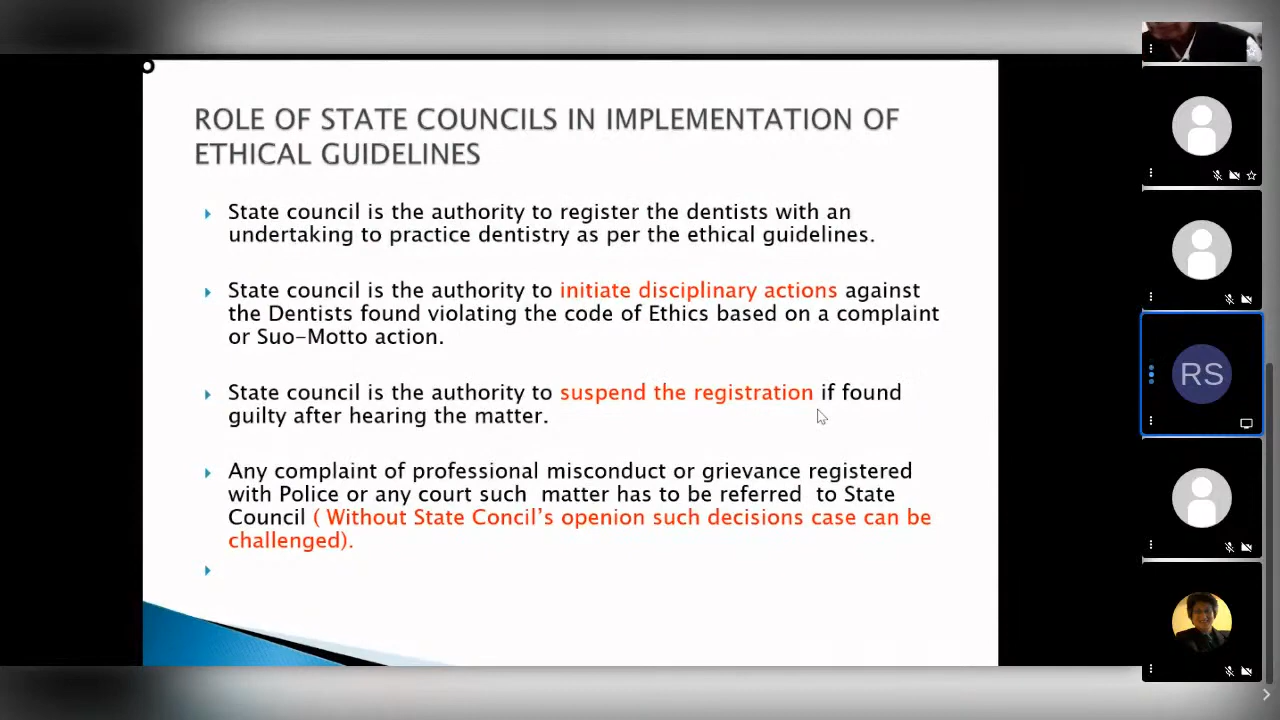 ROLE OF STATE COUNCILS IN IMPLEMENTATION OF
ETHICAL GUIDELINES
State council is the authority to register the dentists with an
undertaking to practice dentistry as per the ethical guidelines.
State council is the authority to initiate disciplinary actions against
the Dentists found violating the code of Ethics based on a complaint
or Suo-Motto action.
State council is the authority to suspend the registration if found
guilty after hearing the matter.
Any complaint of professional misconduct or grievance registered
with Police or any court such matter has to be referred to State
Council ( Without State Concil's openion such decisions case can be
challenged).
RS